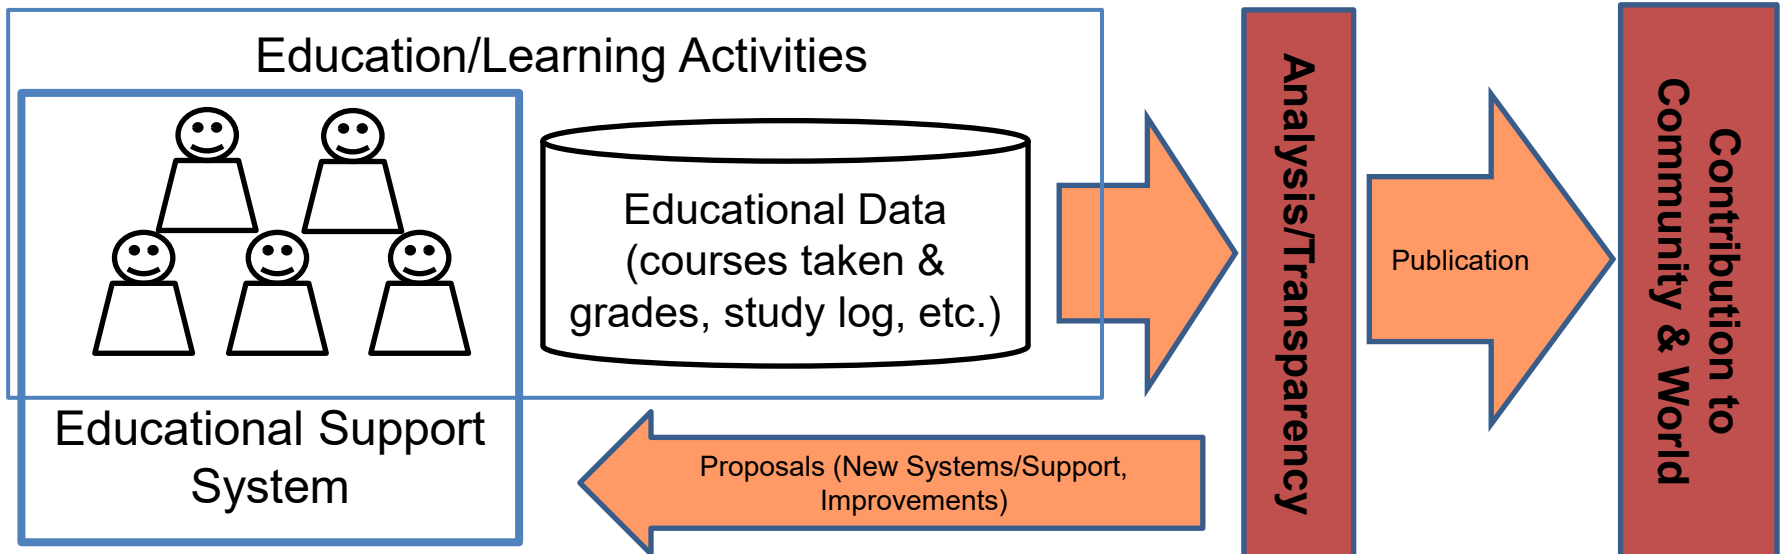 Education/Learning Activities
Educational Data
(courses taken &
grades, study log, etc.)
Educational Support
System
Proposals (New Systems/Support,
Improvements)
Analysis/Transparency
Publication
Contribution to
Community & World